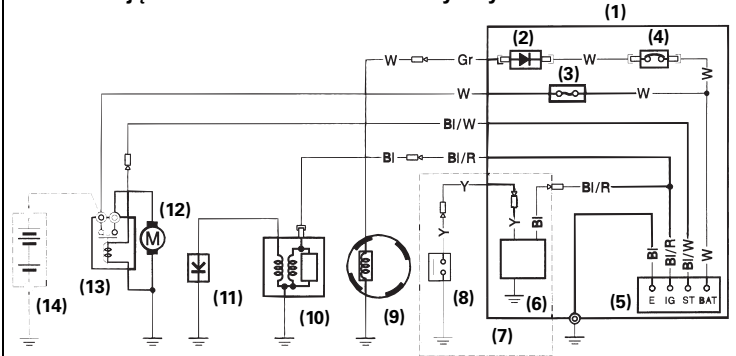 (1)
(2)
(4)
W Gr W
(3)
W
W W
Bl/W
Bl Bl/R
Y Bl/R
Y
Y
Bl
(12)
M
Bl
Bl/R
Bl/W
W
(13)
(14)
(11)
(10)
(9)
(8)
(6)
(7)
(5)
E IG ST BAT